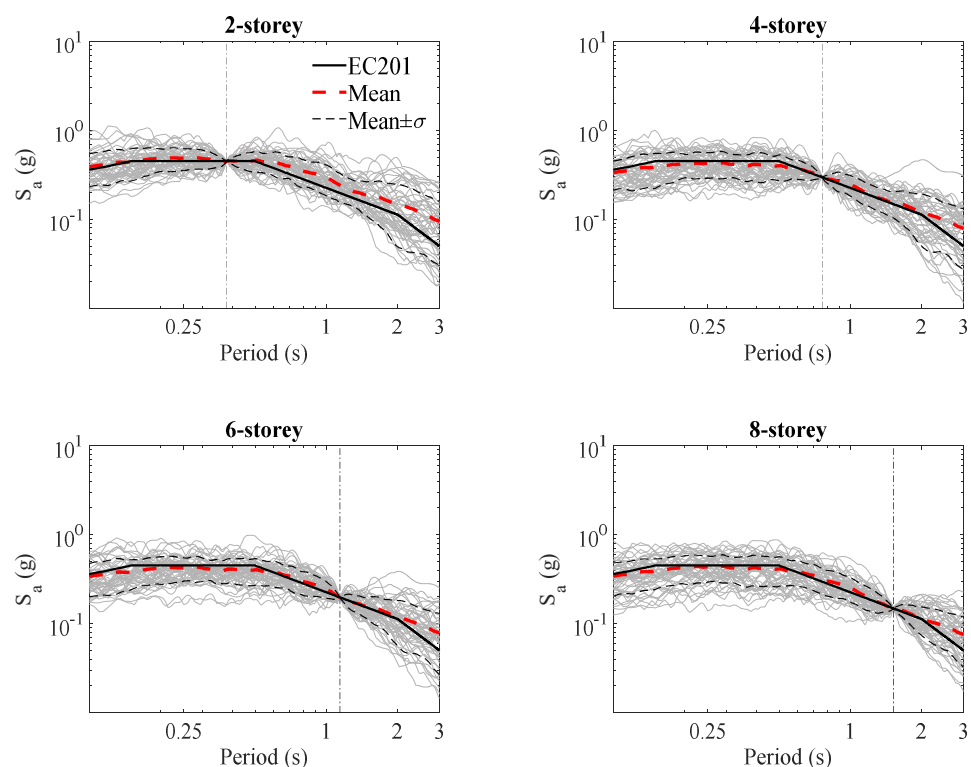 2-storey
10^1
10^0
10^-1
S_a (g)
EC201
Mean
Mean±σ
0.25
1
2
3
Period (s)
4-storey
10^1
10^0
10^-1
S_a (g)
0.25
1
2
3
Period (s)
6-storey
10^1
10^0
10^-1
S_a (g)
0.25
1
2
3
Period (s)
8-storey
10^1
10^0
10^-1
S_a (g)
0.25
1
2
3
Period (s)